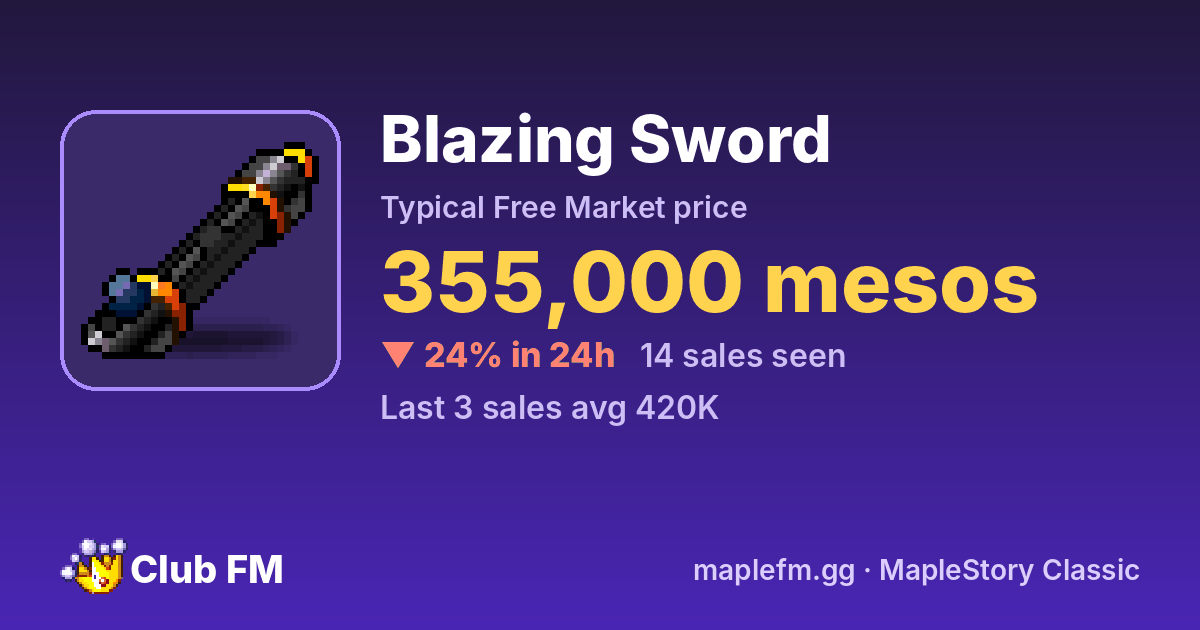 Blazing Sword
Typical Free Market price
355,000 mesos
▼ 24% in 24h 14 sales seen
Last 3 sales avg 420K
Club FM
maplefm.gg · MapleStory Classic